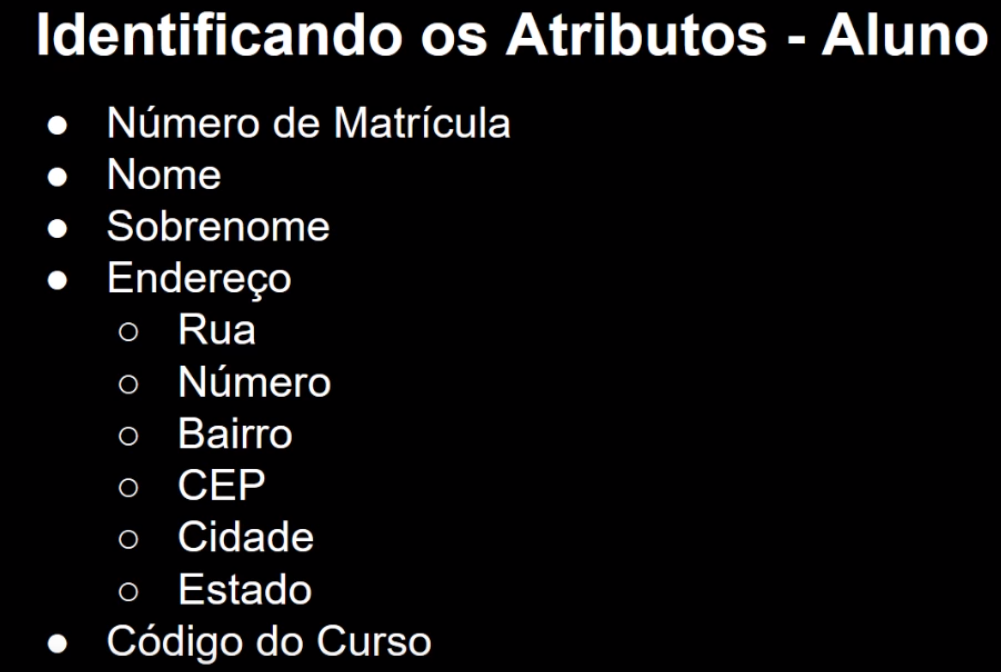 Identificando os Atributos - Aluno
● Número de Matrícula
● Nome
● Sobrenome
● Endereço
○ Rua
○ Número
○ Bairro
○ CEP
○ Cidade
○ Estado
● Código do Curso